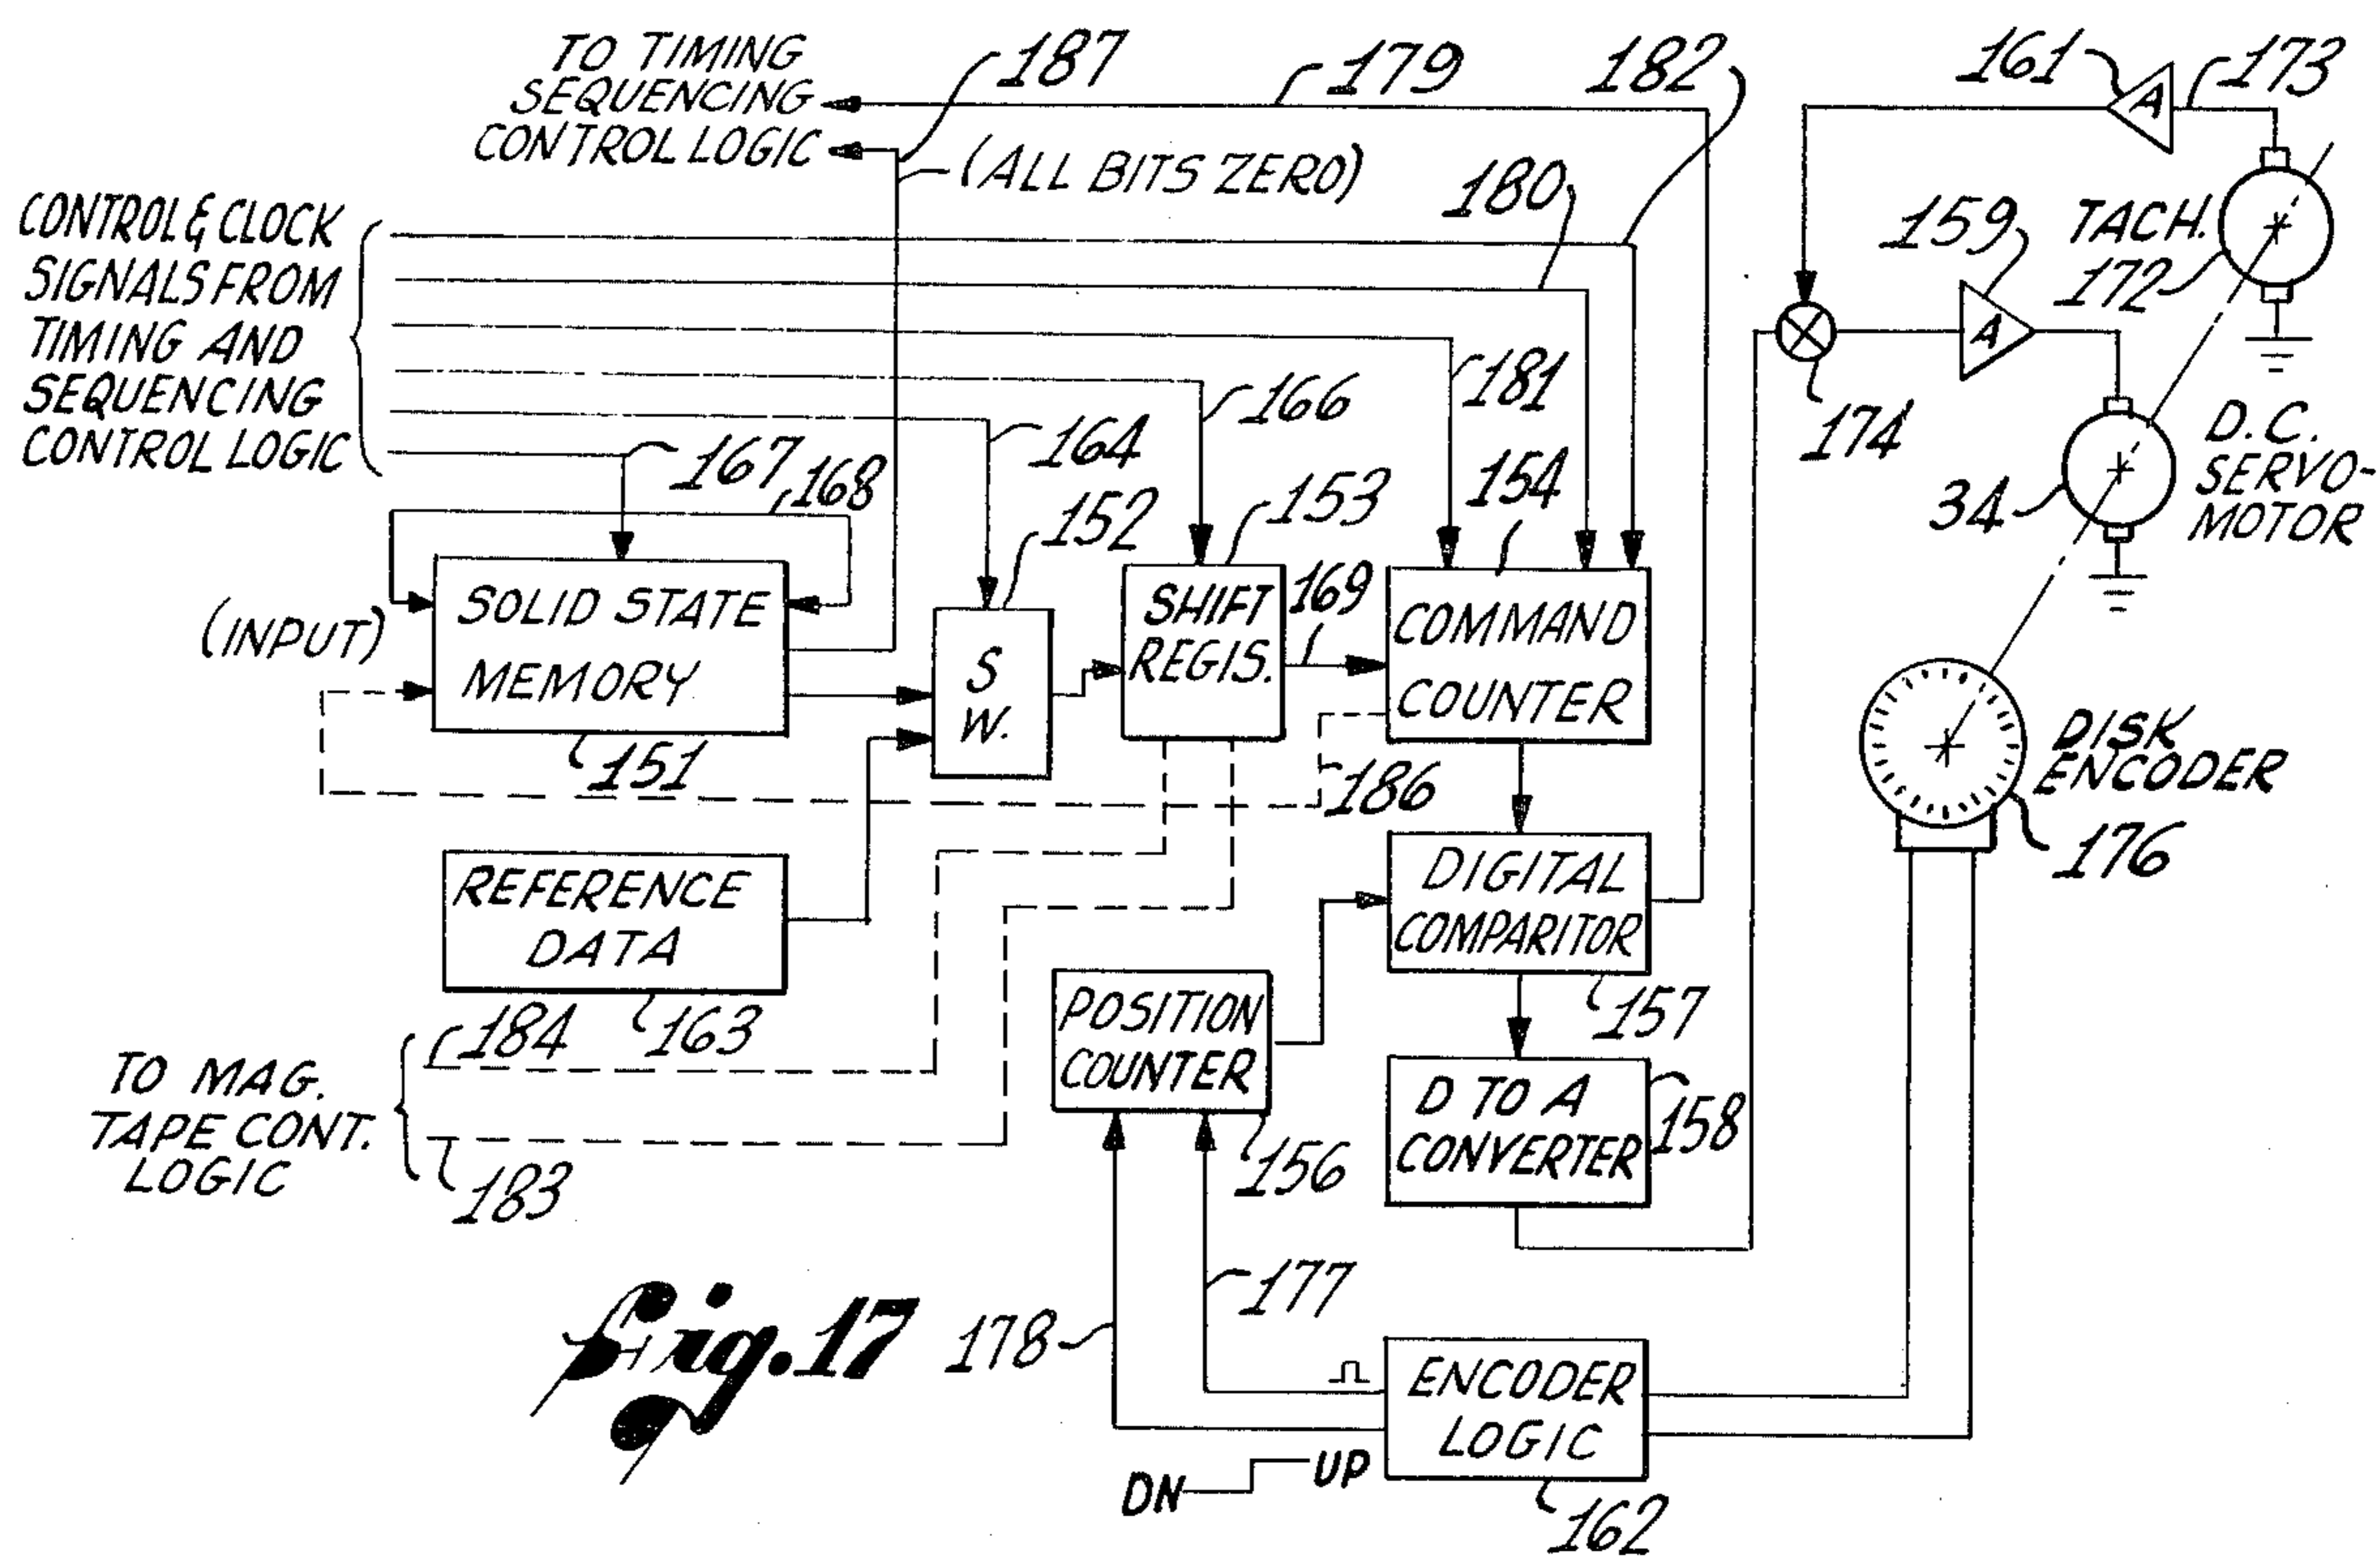 TO TIMING
SEQUENCING
CONTROL LOGIC
187
179
182
161
A
173
(ALL BITS ZERO)
180
CONTROL & CLOCK
SIGNALS FROM
TIMING AND
SEQUENCING
CONTROL LOGIC
159
A
TACH.
172
174
181
166
164
167
168
152
153
154
34
D.C.
SERVO-
MOTOR
(INPUT)
SOLID STATE
MEMORY
151
S
W.
SHIFT
REGIS.
169
COMMAND
COUNTER
186
DISK
ENCODER
176
REFERENCE
DATA
163
DIGITAL
COMPARITOR
157
POSITION
COUNTER
156
D TO A
CONVERTER
158
184
TO MAG.
TAPE CONT.
LOGIC
183
Fig. 17
178
177
ENCODER
LOGIC
162
DN
UP